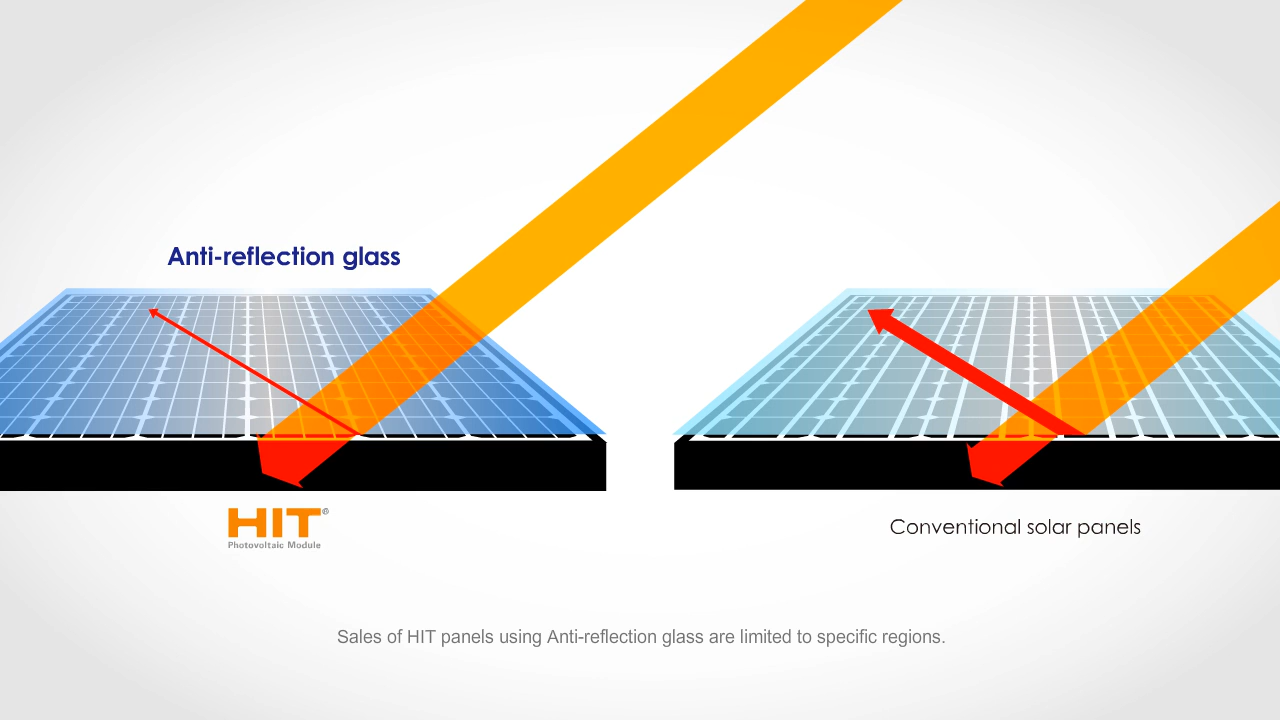 Anti-reflection glass
HIT®
Photovoltaic Module
Conventional solar panels
Sales of HIT panels using Anti-reflection glass are limited to specific regions.